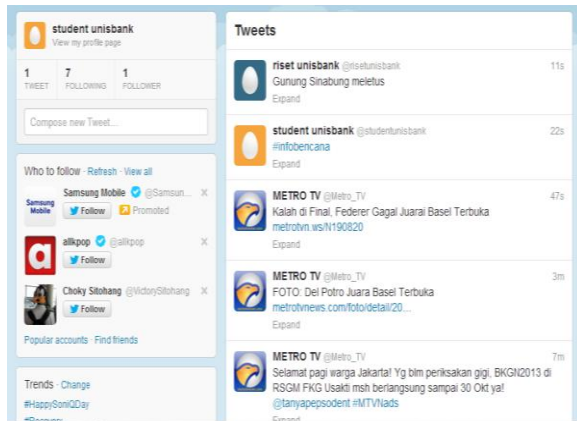 student unisbank
View my profile page
1
TWEET
7
FOLLOWING
1
FOLLOWER
Compose new Tweet...
Who to follow · Refresh · View all
Samsung Mobile
Samsung Mobile @Samsun... x
Follow Promoted
allkpop @allkpop x
Follow
Choky Sitohang @VictorySitohang x
Follow
Popular accounts · Find friends
Trends · Change
#HappySoniQDay
Tweets
riset unisbank @risetunisbank 11s
Gunung Sinabung meletus
Expand
student unisbank @studentunisbank 22s
#infobencana
Expand
METRO TV @Metro_TV 47s
Kalah di Final, Federer Gagal Juarai Basel Terbuka
metrotvn.ws/N190820
Expand
METRO TV @Metro_TV 3m
FOTO: Del Potro Juara Basel Terbuka
metrotvnews.com/foto/detail/20...
Expand
METRO TV @Metro_TV 7m
Selamat pagi warga Jakarta! Yg blm periksakan gigi, BKGN2013 di
RSGM FKG Usakti msh berlangsung sampai 30 Okt ya!
@tanyapepsodent #MTVNads
Expand